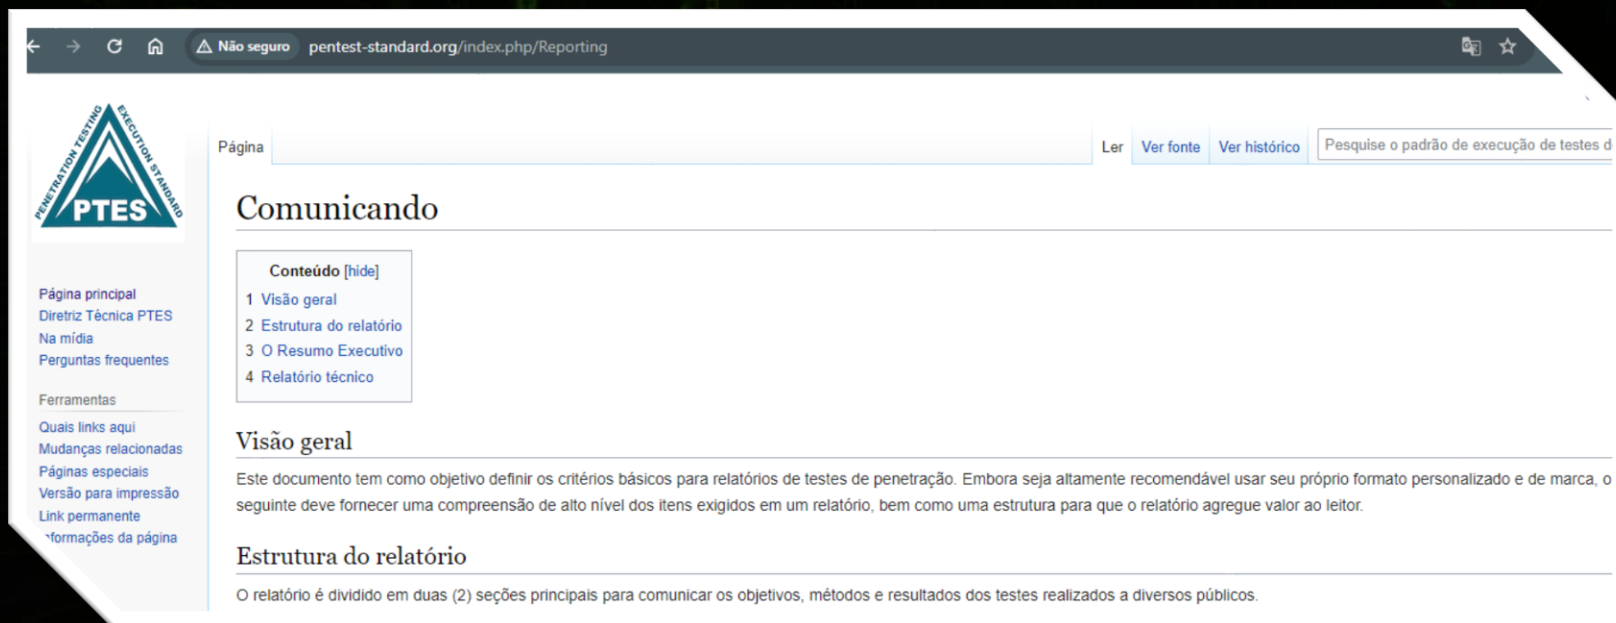 Não seguro pentest-standard.org/index.php/Reporting
PENETRATION TESTING EXECUTION STANDARD
PTES
Página
Ler Ver fonte Ver histórico Pesquise o padrão de execução de testes d
Comunicando
Conteúdo [hide]
1 Visão geral
2 Estrutura do relatório
3 O Resumo Executivo
4 Relatório técnico
Página principal
Diretriz Técnica PTES
Na mídia
Perguntas frequentes
Ferramentas
Quais links aqui
Mudanças relacionadas
Páginas especiais
Versão para impressão
Link permanente
nformações da página
Visão geral
Este documento tem como objetivo definir os critérios básicos para relatórios de testes de penetração. Embora seja altamente recomendável usar seu próprio formato personalizado e de marca, o
seguinte deve fornecer uma compreensão de alto nível dos itens exigidos em um relatório, bem como uma estrutura para que o relatório agregue valor ao leitor.
Estrutura do relatório
O relatório é dividido em duas (2) seções principais para comunicar os objetivos, métodos e resultados dos testes realizados a diversos públicos.